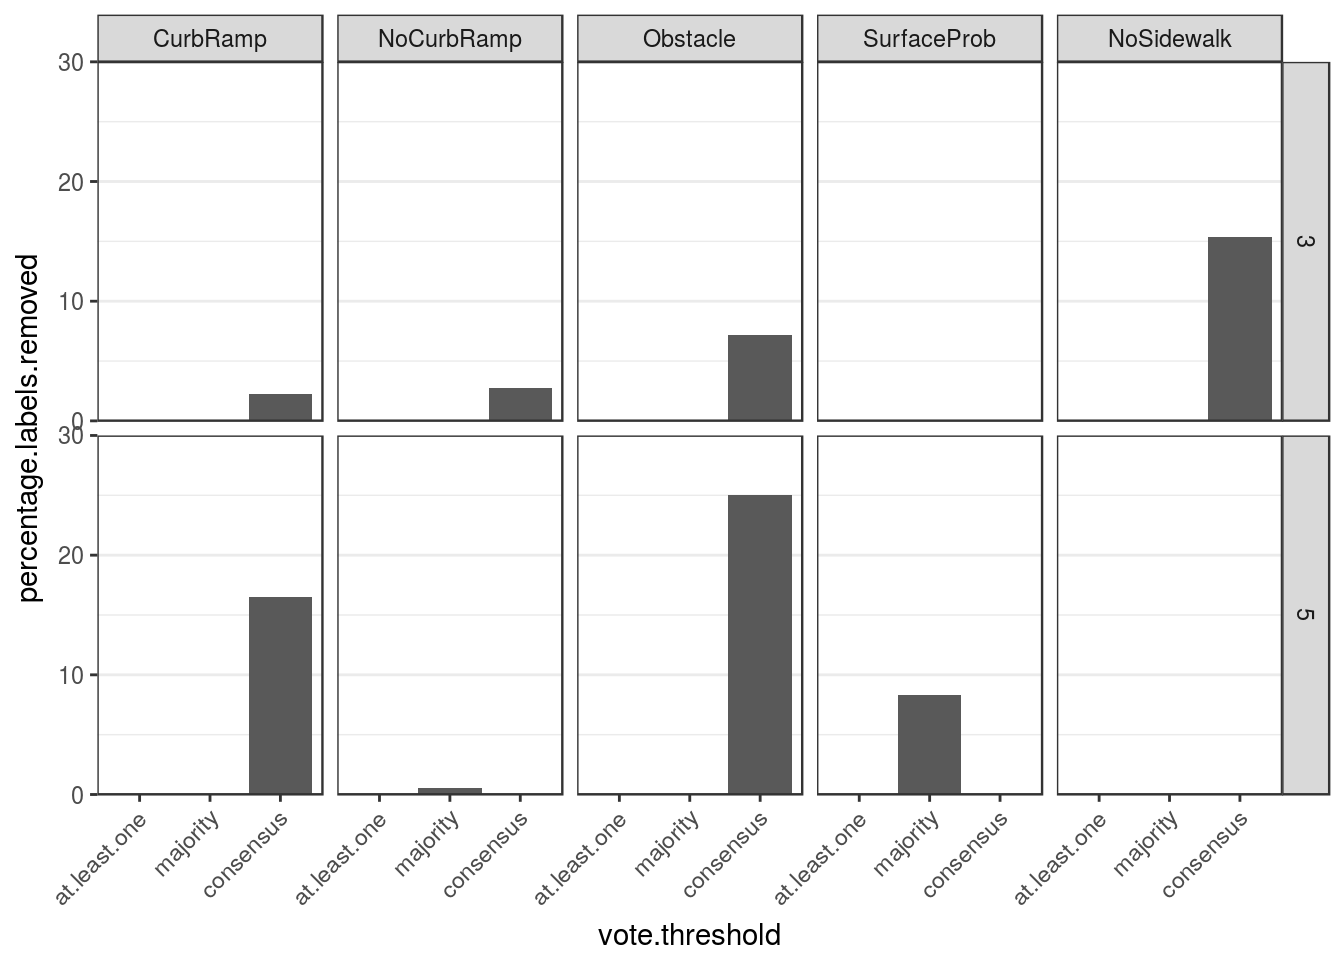 CurbRamp NoCurbRamp Obstacle SurfaceProb NoSidewalk
30
20
10
0
3
30
20
10
0
5
percentage.labels.removed
at.least.one majority consensus at.least.one majority consensus at.least.one majority consensus at.least.one majority consensus at.least.one majority consensus
vote.threshold